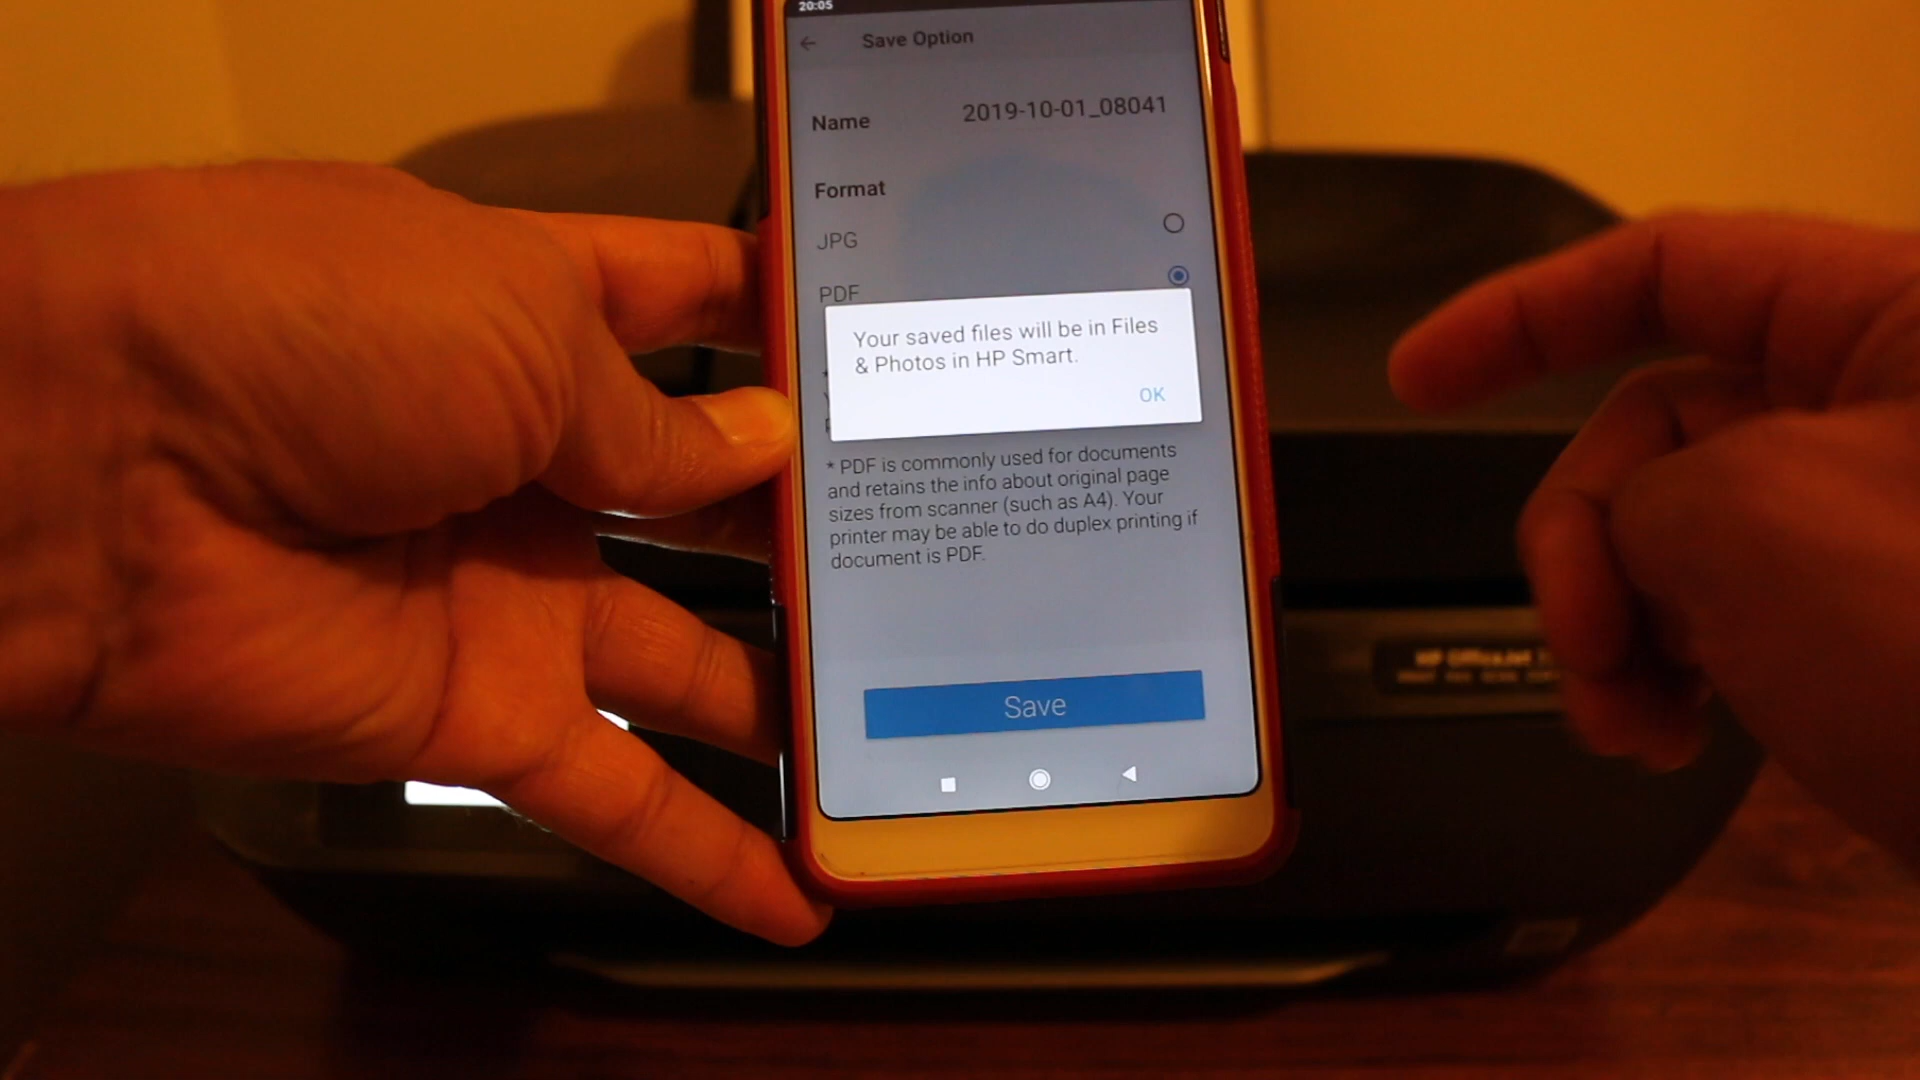 20:05
Save Option
Name 2019-10-01_08041
Format
JPG
PDF
Your saved files will be in Files
& Photos in HP Smart.
OK
* PDF is commonly used for documents
and retains the info about original page
sizes from scanner (such as A4). Your
printer may be able to do duplex printing if
document is PDF.
Save
HP OfficeJet